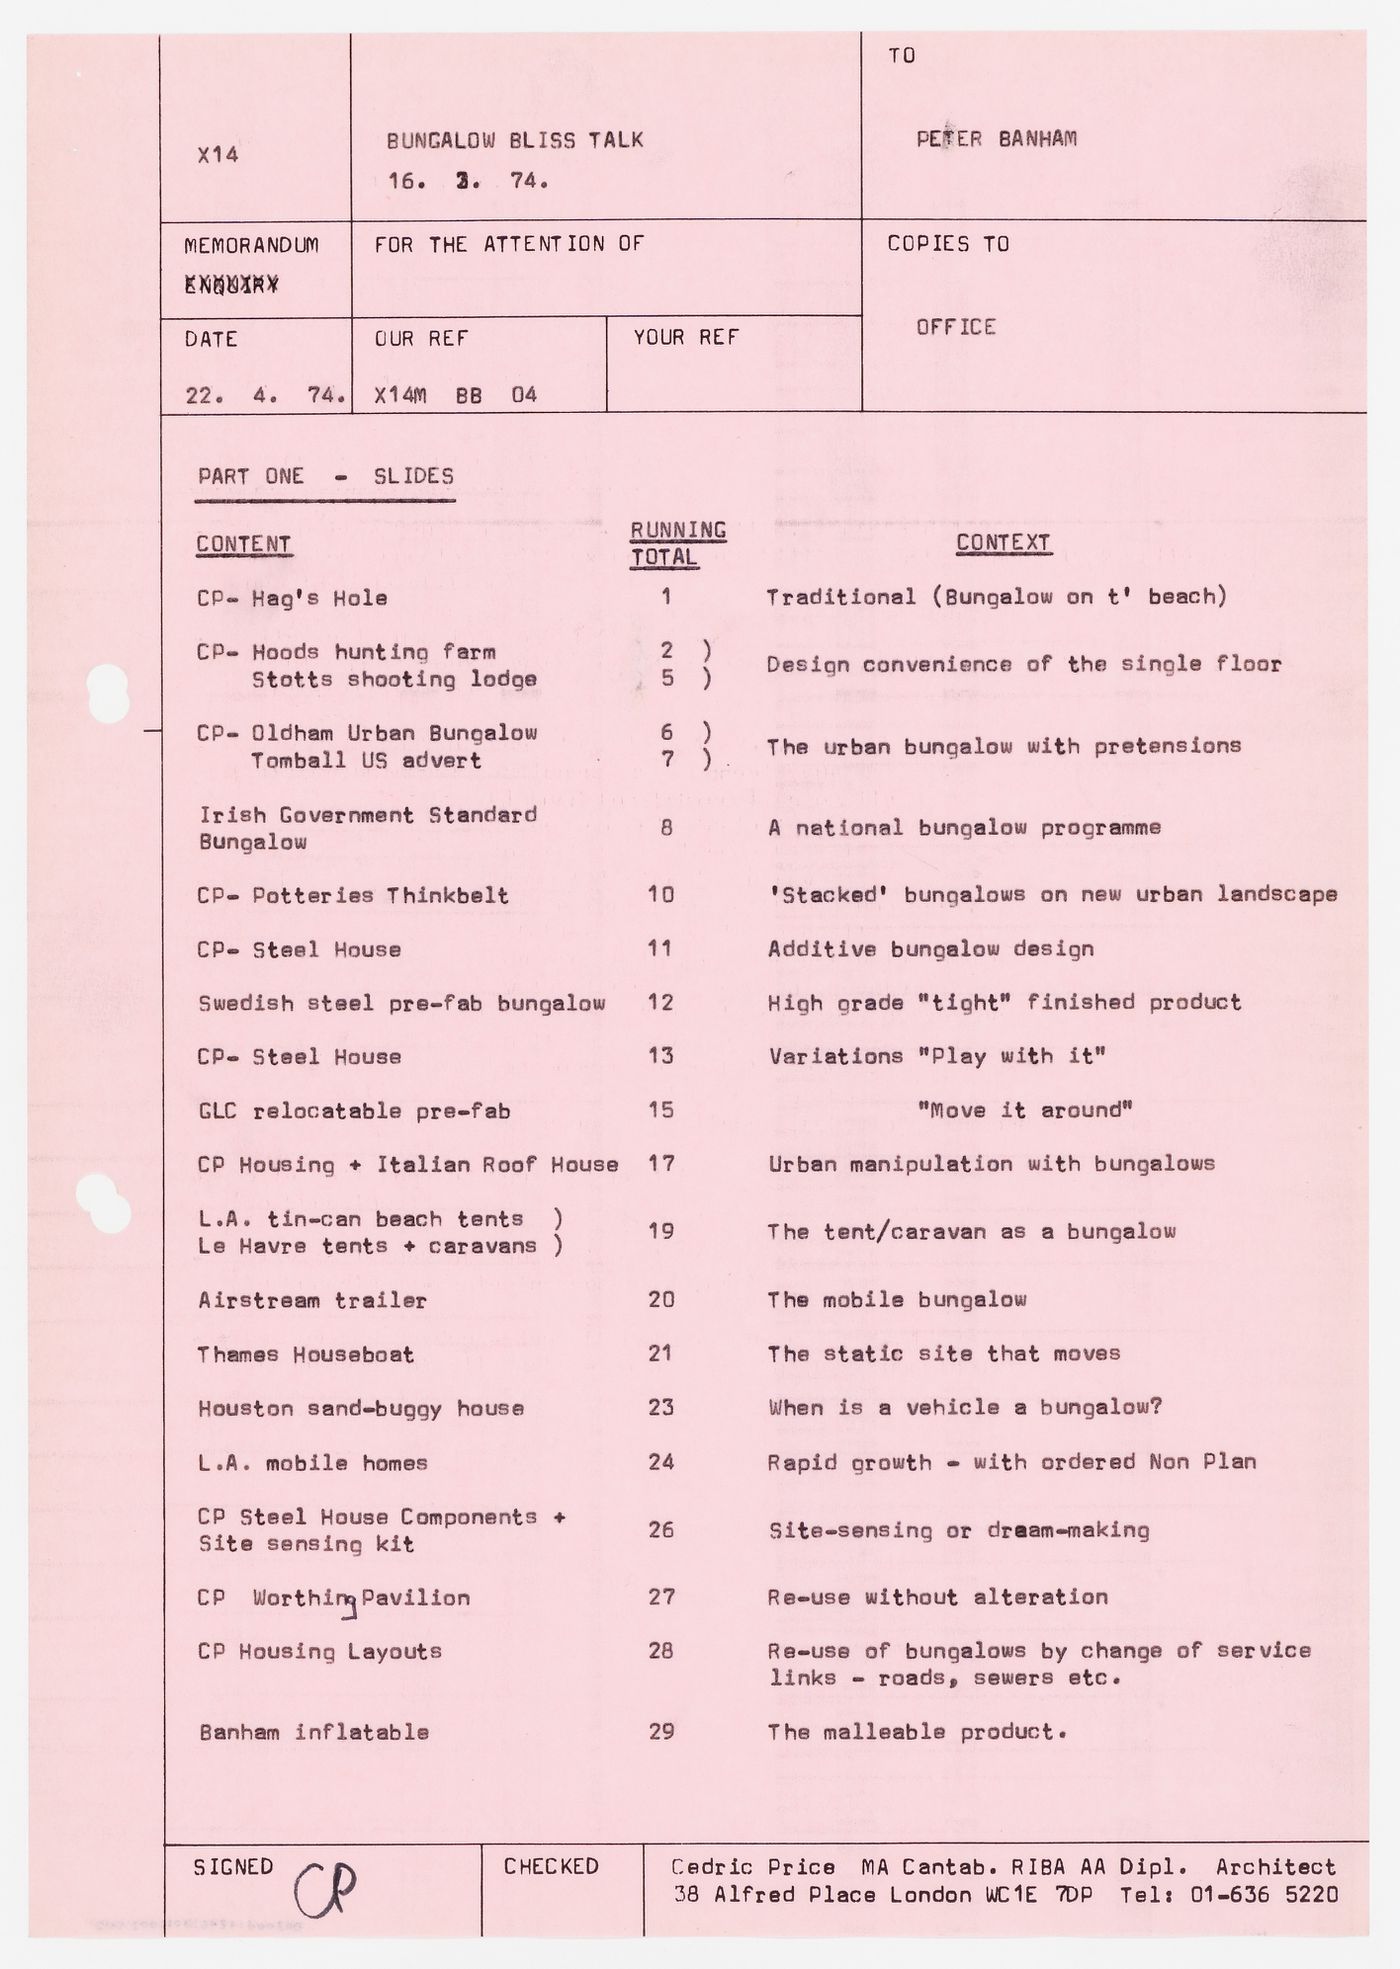 TO
X14
BUNGALOW BLISS TALK
PETER BANHAM
16. 3. 74.
MEMORANDUM
FOR THE ATTENTION OF
COPIES TO
ENQUIRY
OFFICE
DATE
OUR REF
YOUR REF
22. 4. 74.
X14M BB 04
PART ONE - SLIDES
CONTENT
RUNNING
TOTAL
CONTEXT
CP- Hag's Hole 1 Traditional (Bungalow on t' beach)
CP- Hoods hunting farm 2 )
Stotts shooting lodge 5 )
Design convenience of the single floor
CP- Oldham Urban Bungalow 6 )
Tomball US advert 7 )
The urban bungalow with pretensions
Irish Government Standard
Bungalow
8 A national bungalow programme
CP- Potteries Thinkbelt 10 'Stacked' bungalows on new urban landscape
CP- Steel House 11 Additive bungalow design
Swedish steel pre-fab bungalow 12 High grade "tight" finished product
CP- Steel House 13 Variations "Play with it"
GLC relocatable pre-fab 15 "Move it around"
CP Housing + Italian Roof House 17 Urban manipulation with bungalows
L.A. tin-can beach tents )
Le Havre tents + caravans )
19 The tent/caravan as a bungalow
Airstream trailer 20 The mobile bungalow
Thames Houseboat 21 The static site that moves
Houston sand-buggy house 23 When is a vehicle a bungalow?
L.A. mobile homes 24 Rapid growth - with ordered Non Plan
CP Steel House Components +
Site sensing kit
26 Site-sensing or dream-making
CP Worthing Pavilion 27 Re-use without alteration
CP Housing Layouts 28 Re-use of bungalows by change of service
links - roads, sewers etc.
Banham inflatable 29 The malleable product.
SIGNED CP
CHECKED
Cedric Price MA Cantab. RIBA AA Dipl. Architect
38 Alfred Place London WC1E 7DP Tel: 01-636 5220